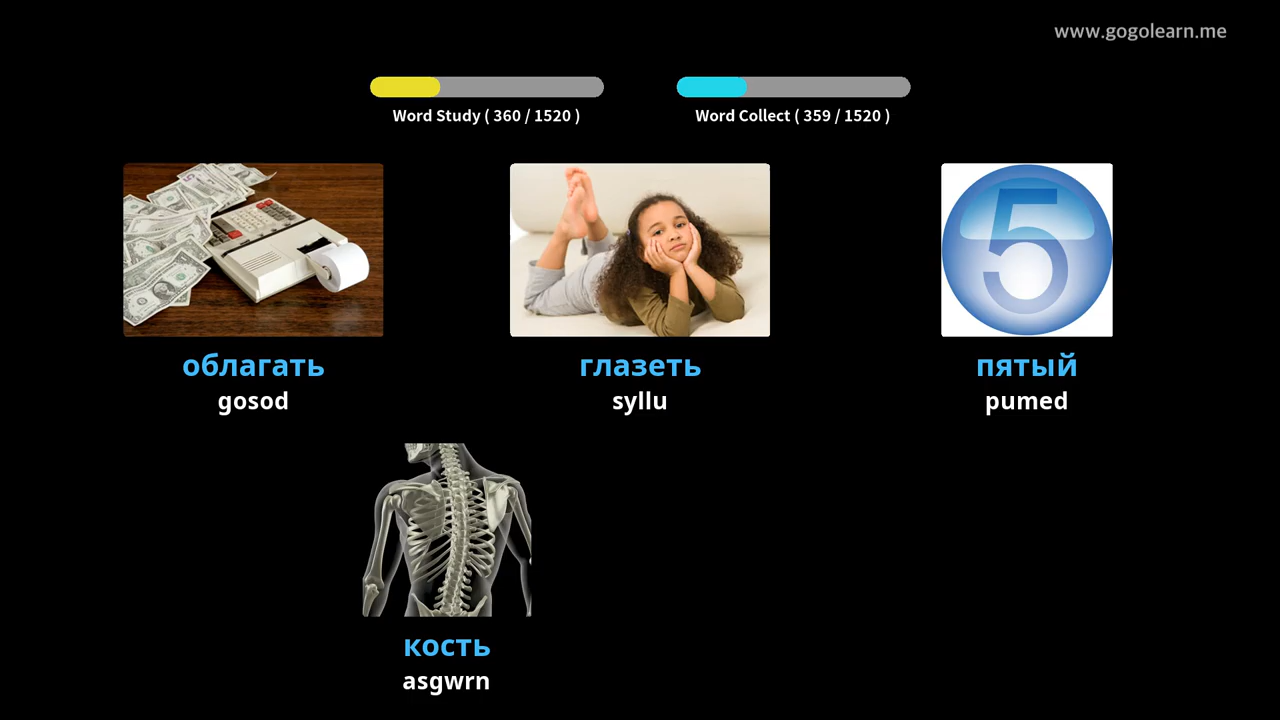 www.gogolearn.me
Word Study ( 360 / 1520 )
Word Collect ( 359 / 1520 )
5
облагать
gosod
глазеть
syllu
пятый
pumed
кость
asgwrn